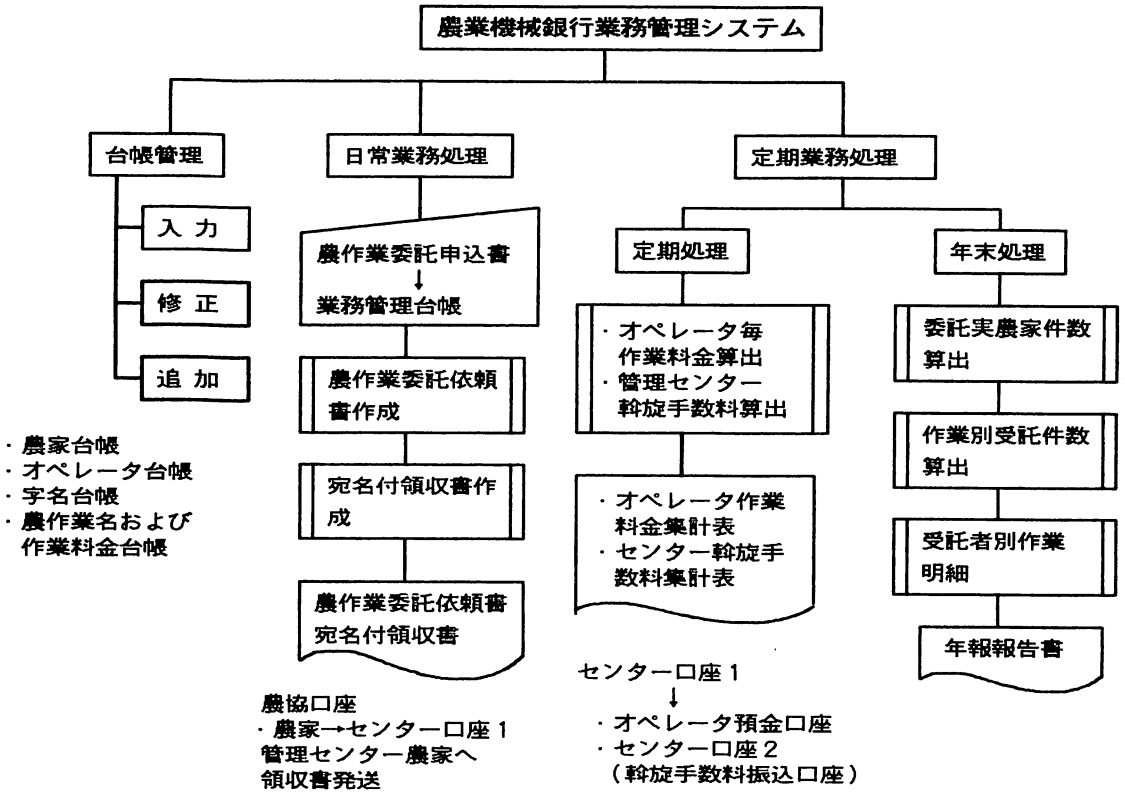 農業機械銀行業務管理システム
台帳管理
入力
修正
追加
・農家台帳
・オペレータ台帳
・字名台帳
・農作業名および
作業料金台帳
日常業務処理
農作業委託申込書
↓
業務管理台帳
農作業委託依頼
書作成
宛名付領収書作
成
農作業委託依頼書
宛名付領収書
農協口座
・農家→センター口座1
管理センター農家へ
領収書発送
定期業務処理
定期処理
・オペレータ毎
作業料金算出
・管理センター
斡旋手数料算出
・オペレータ作業
料金集計表
・センター斡旋手
数料集計表
センター口座1
↓
・オペレータ預金口座
・センター口座2
(斡旋手数料振込口座)
年末処理
委託実農家件数
算出
作業別受託件数
算出
受託者別作業
明細
年報報告書